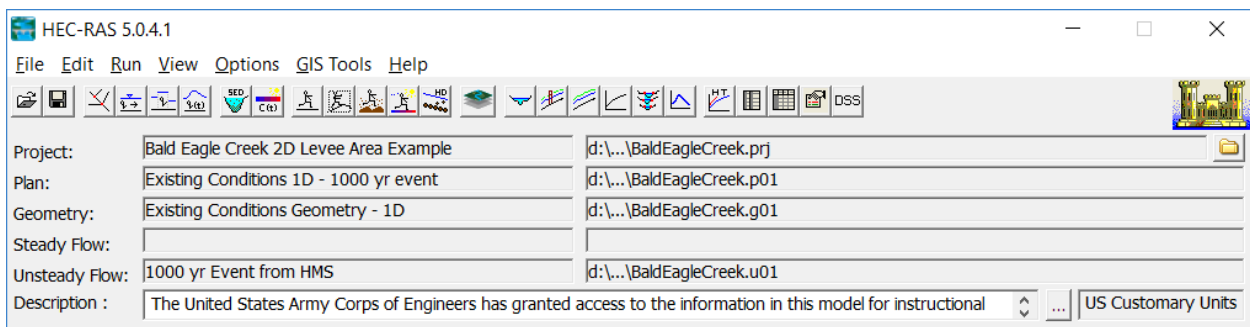 HEC-RAS 5.0.4.1
File Edit Run View Options GIS Tools Help
SED C(t) HD HT DSS
Project: Bald Eagle Creek 2D Levee Area Example d:\...\BaldEagleCreek.prj
Plan: Existing Conditions 1D - 1000 yr event d:\...\BaldEagleCreek.p01
Geometry: Existing Conditions Geometry - 1D d:\...\BaldEagleCreek.g01
Steady Flow:
Unsteady Flow: 1000 yr Event from HMS d:\...\BaldEagleCreek.u01
Description : The United States Army Corps of Engineers has granted access to the information in this model for instructional ... US Customary Units